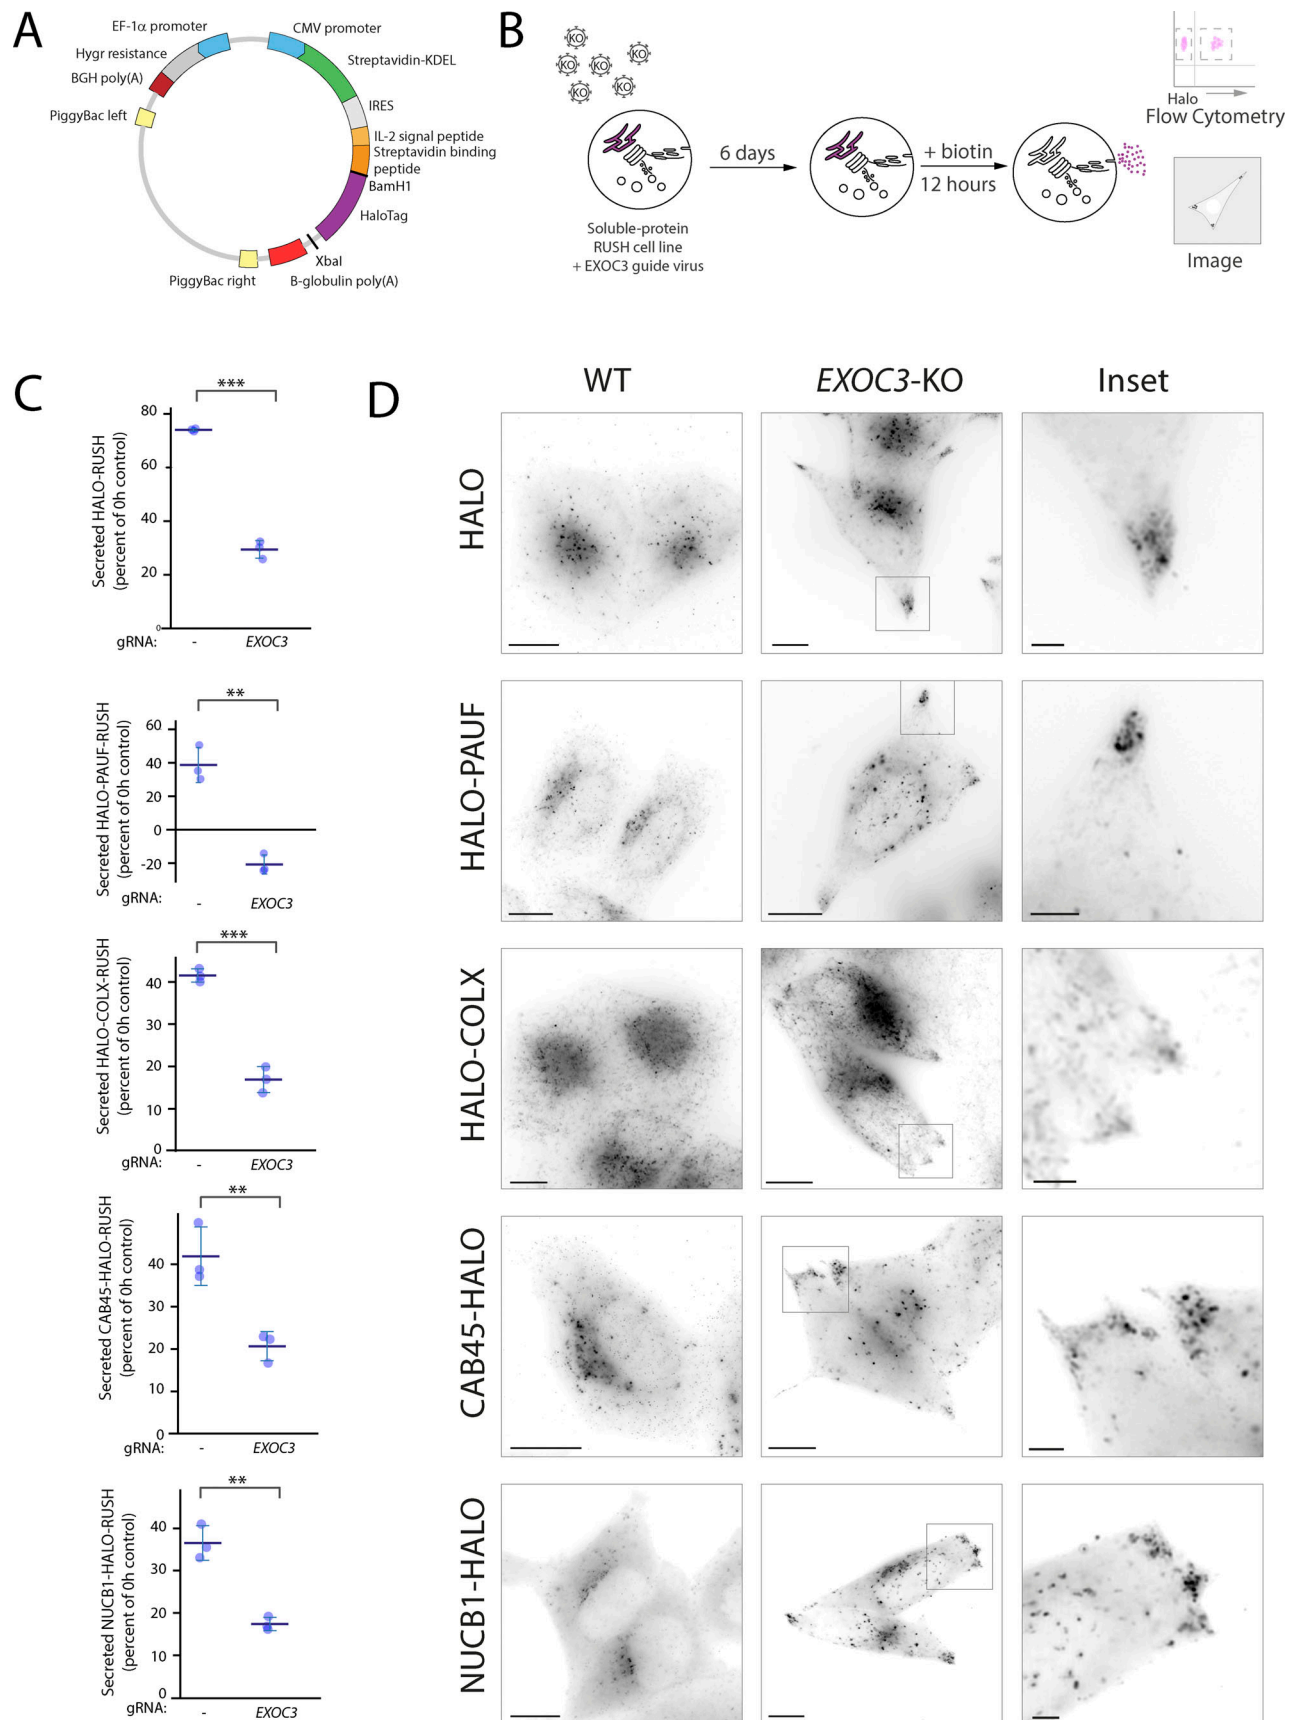 A
EF-1α promoter
CMV promoter
Hygr resistance
Streptavidin-KDEL
BGH poly(A)
IRES
PiggyBac left
IL-2 signal peptide
Streptavidin binding
peptide
BamH1
HaloTag
XbaI
PiggyBac right
B-globulin poly(A)
B
KO
KO
KO
KO
KO
KO
6 days
+ biotin
12 hours
Soluble-protein
RUSH cell line
+ EXOC3 guide virus
Halo
Flow Cytometry
Image
C
***
Secreted HALO-RUSH
(percent of 0h control)
80
60
40
20
0
gRNA:
-
EXOC3
**
Secreted HALO-PAUF-RUSH
(percent of 0h control)
60
40
20
0
-20
gRNA:
-
EXOC3
***
Secreted HALO-COLX-RUSH
(percent of 0h control)
40
30
20
10
0
gRNA:
-
EXOC3
**
Secreted CAB45-HALO-RUSH
(percent of 0h control)
40
30
20
10
0
gRNA:
-
EXOC3
**
Secreted NUCB1-HALO-RUSH
(percent of 0h control)
40
30
20
10
0
gRNA:
-
EXOC3
D
WT
EXOC3-KO
Inset
HALO
HALO-PAUF
HALO-COLX
CAB45-HALO
NUCB1-HALO